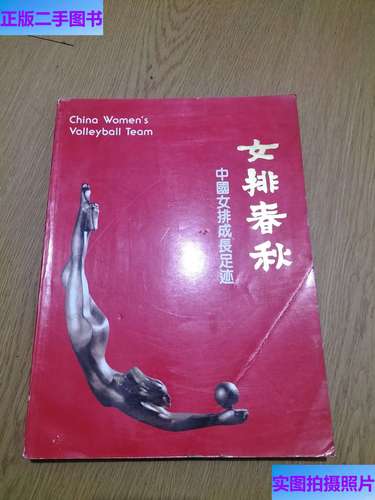 正版二手图书
China Women's
Volleyball Team
女排春秋
中國女排成長足迹
实图拍摄照片